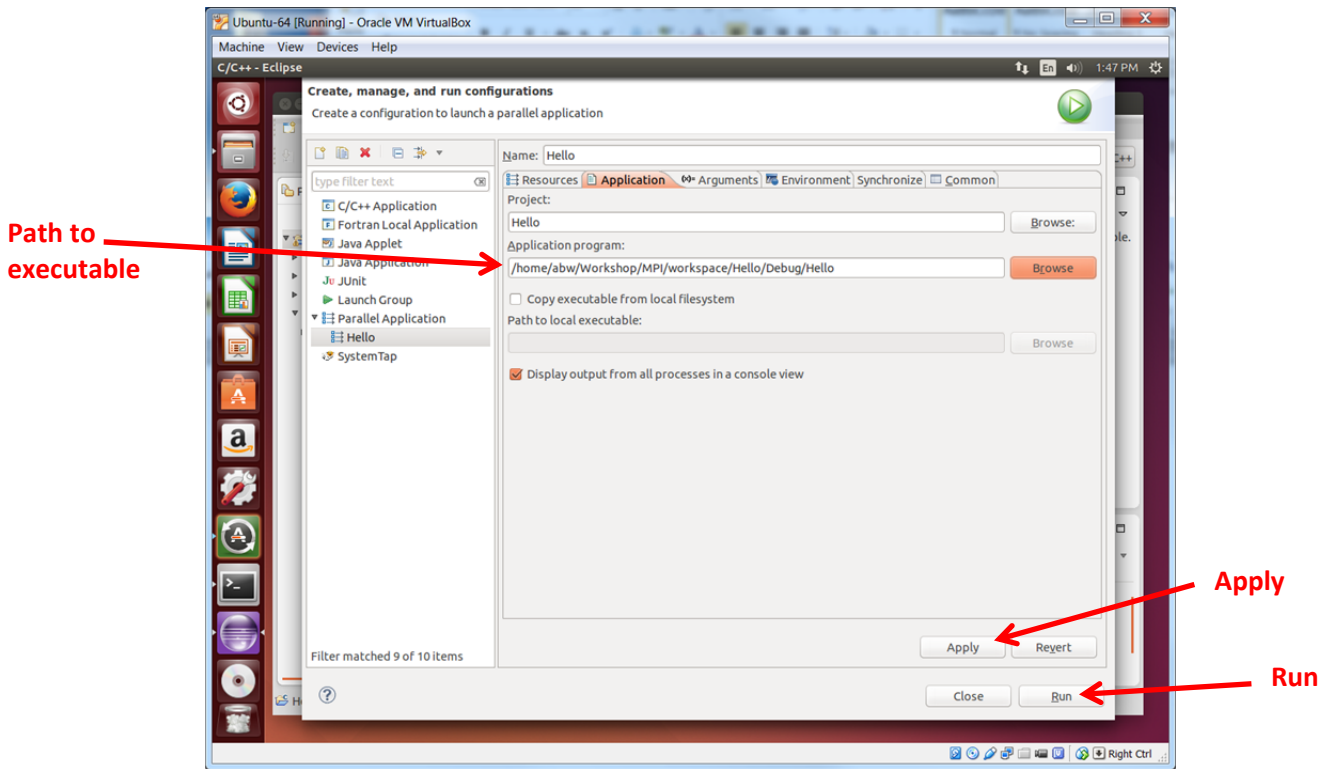 Ubuntu-64 [Running] - Oracle VM VirtualBox
Machine View Devices Help
C/C++ - Eclipse
En 1:47 PM
Create, manage, and run configurations
Create a configuration to launch a parallel application
Name: Hello
type filter text
Resources Application Arguments Environment Synchronize Common
C/C++ Application
Fortran Local Application
Java Applet
Java Application
JUnit
Launch Group
Parallel Application
Hello
SystemTap
Project:
Hello Browse:
Application program:
/home/abw/Workshop/MPI/workspace/Hello/Debug/Hello Browse
Copy executable from local filesystem
Path to local executable:
Browse
Display output from all processes in a console view
Path to
executable
Apply
Run
Apply Revert
Filter matched 9 of 10 items
Close Run
Right Ctrl